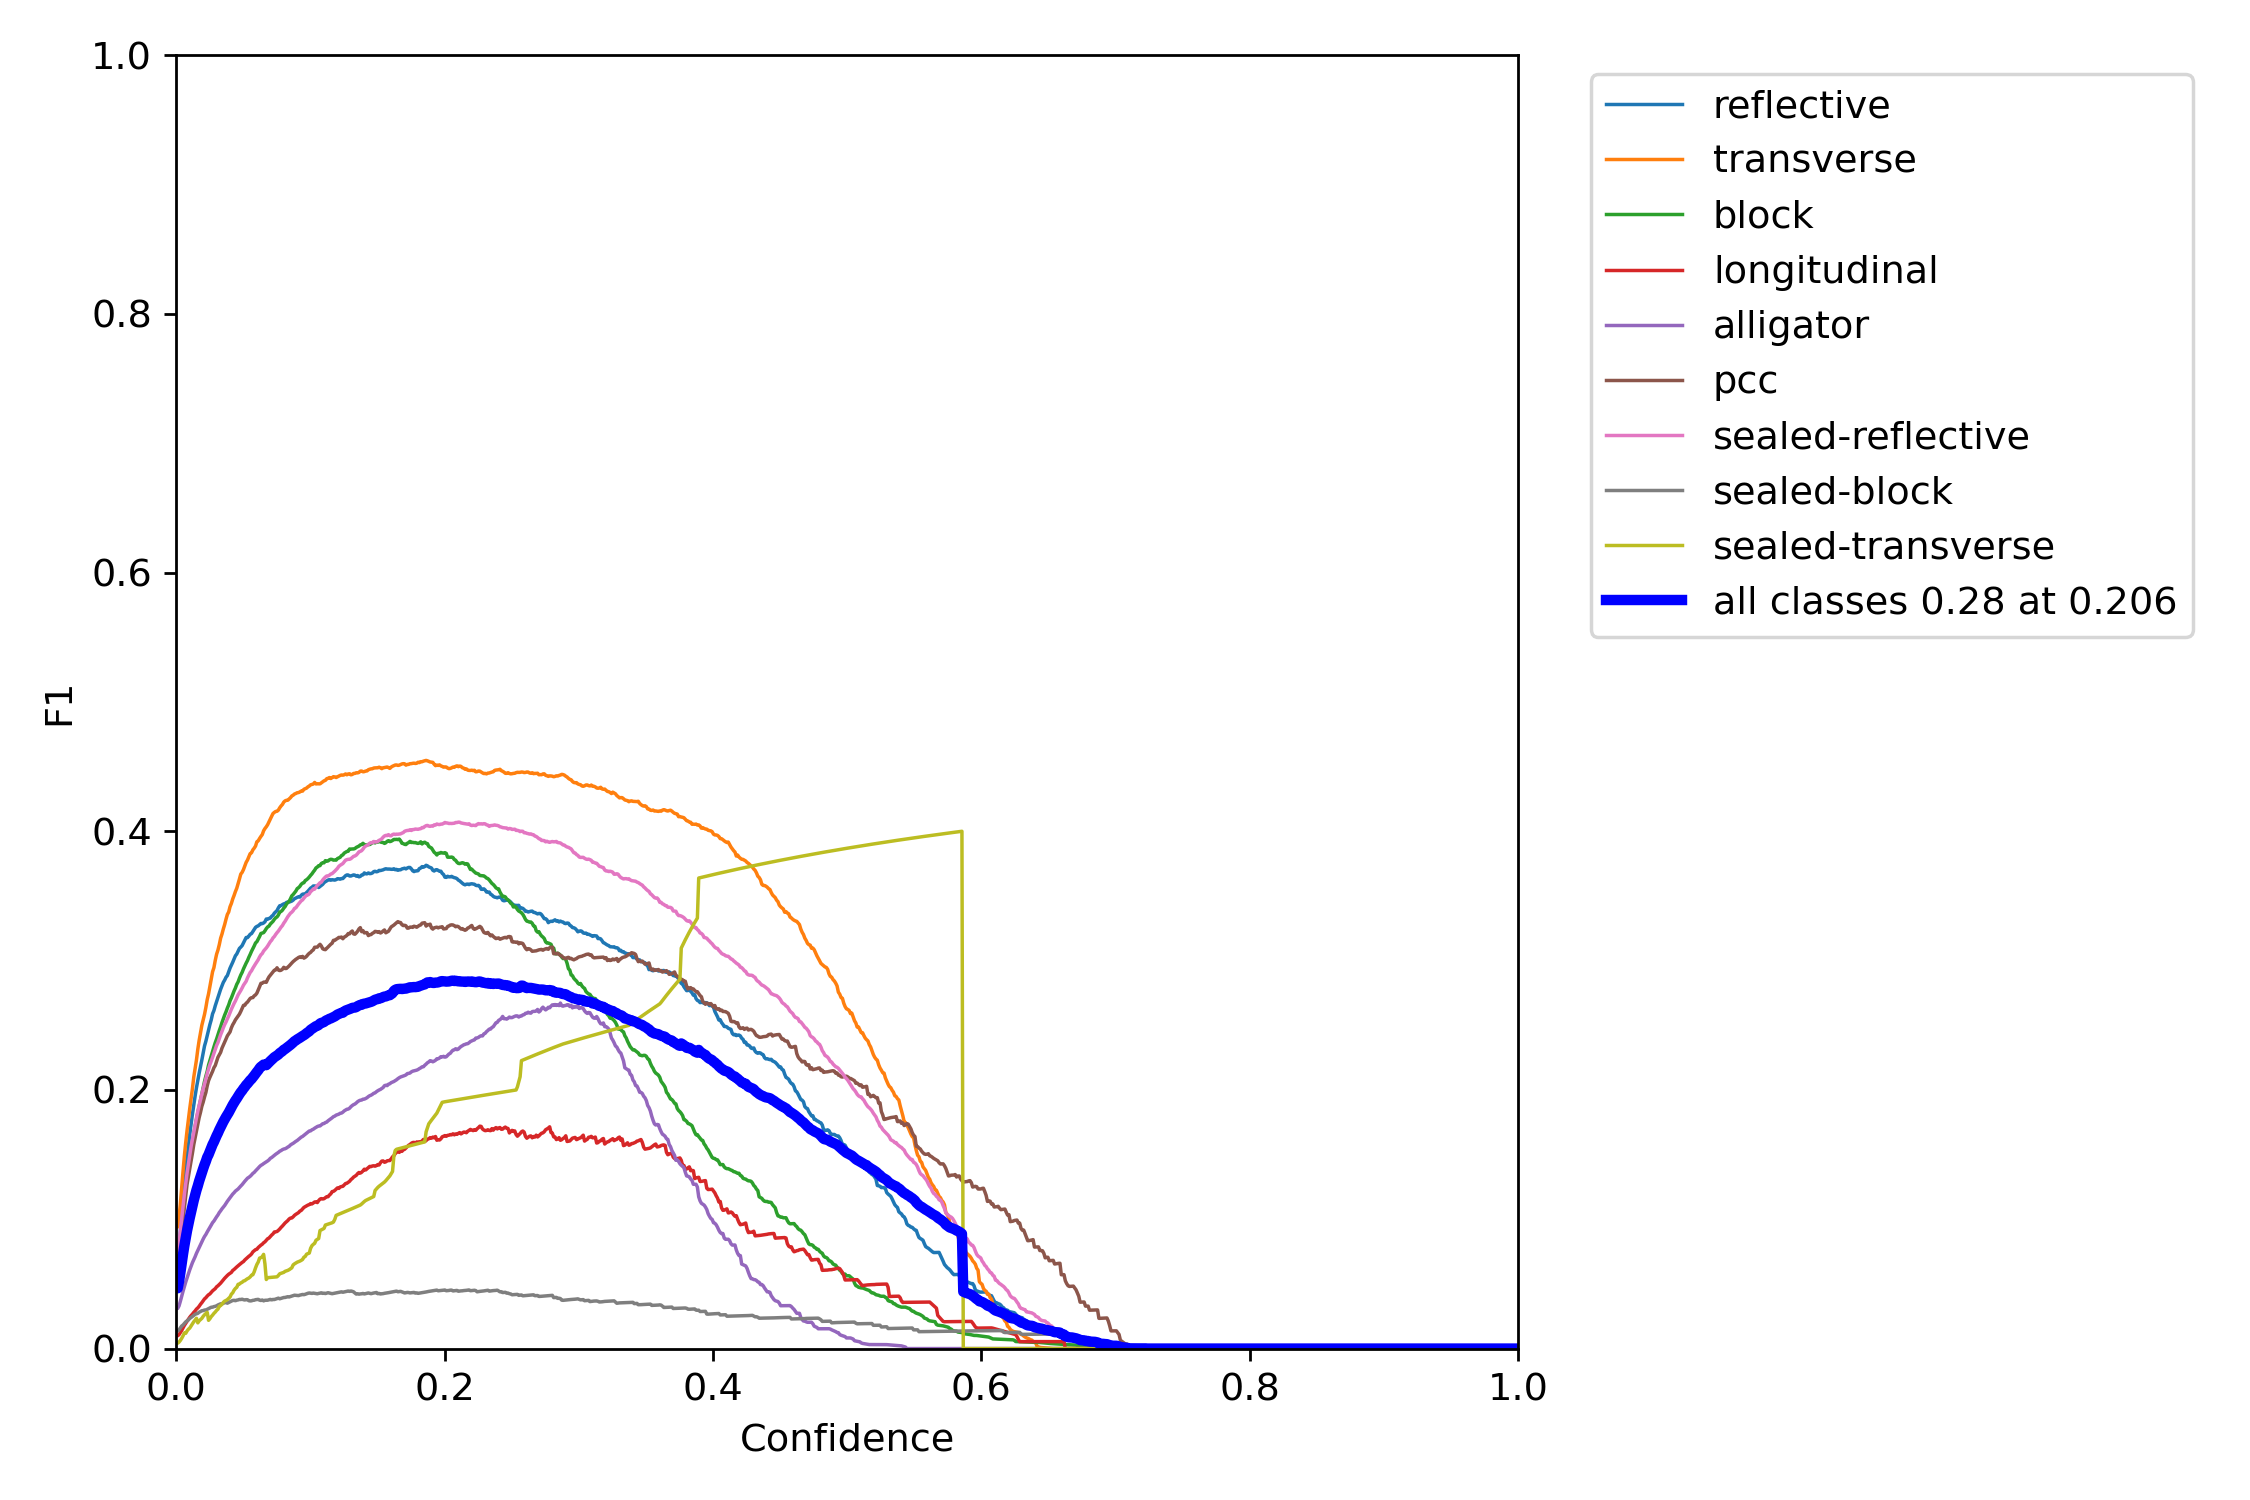 1.0
0.8
0.6
0.4
0.2
0.0
F1
0.0 0.2 0.4 0.6 0.8 1.0
Confidence
reflective
transverse
block
longitudinal
alligator
pcc
sealed-reflective
sealed-block
sealed-transverse
all classes 0.28 at 0.206